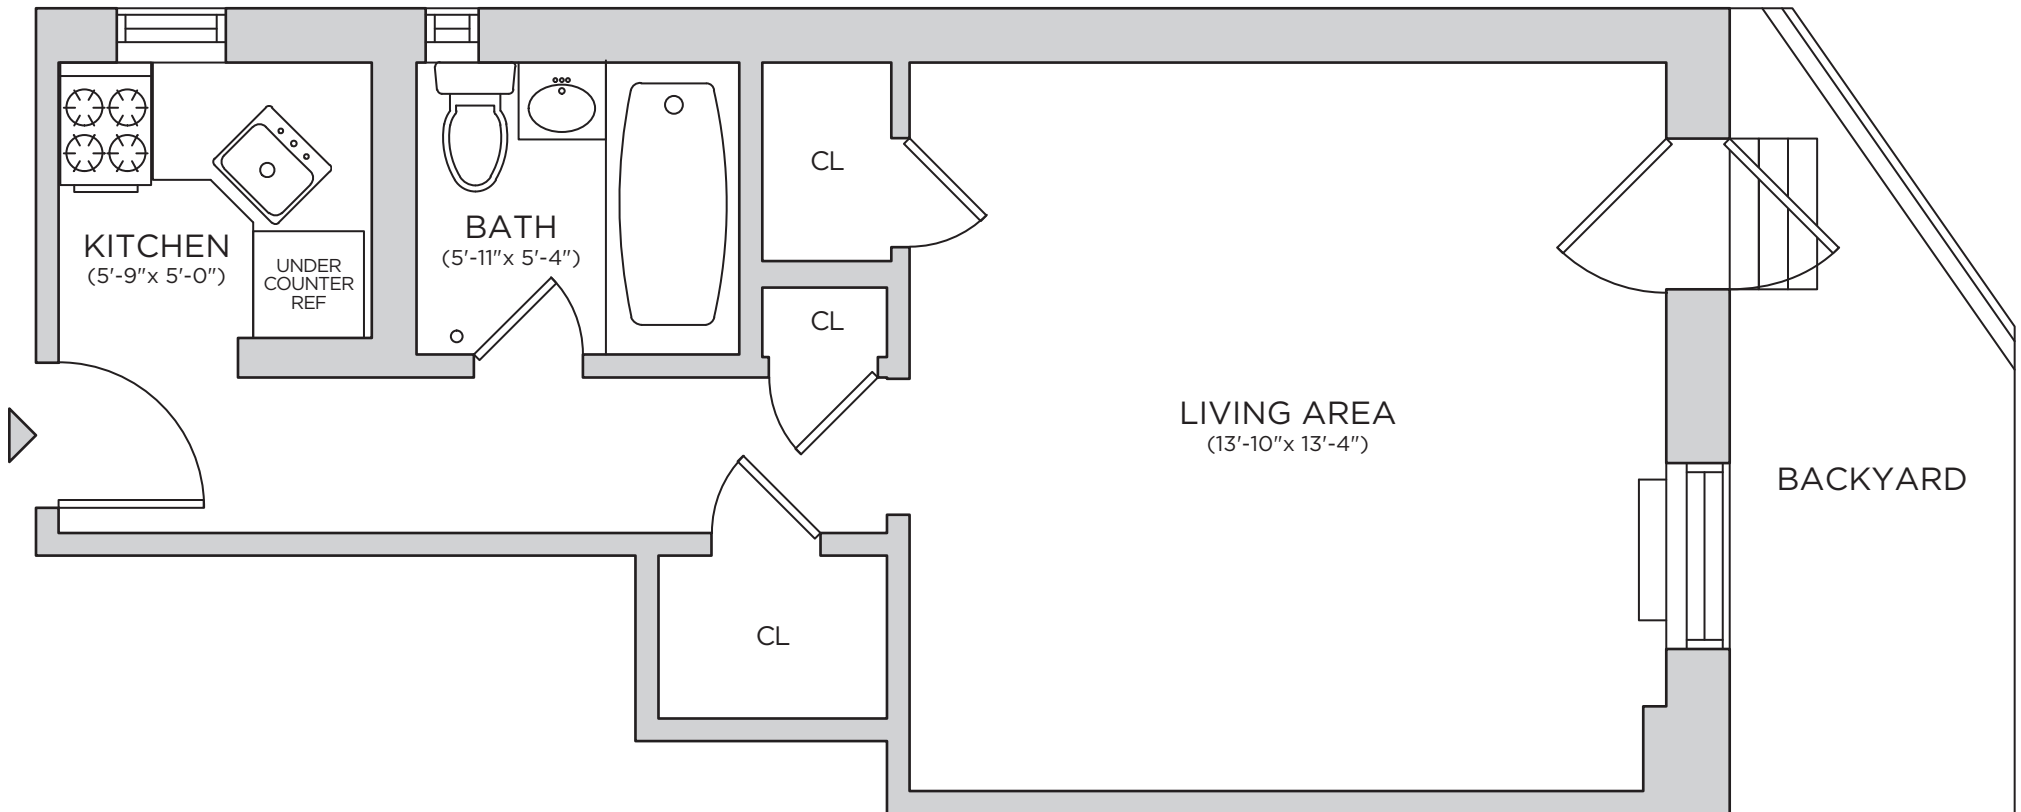 KITCHEN
(5'-9"x 5'-0")
UNDER
COUNTER
REF
BATH
(5'-11"x 5'-4")
CL
CL
CL
LIVING AREA
(13'-10"x 13'-4")
BACKYARD